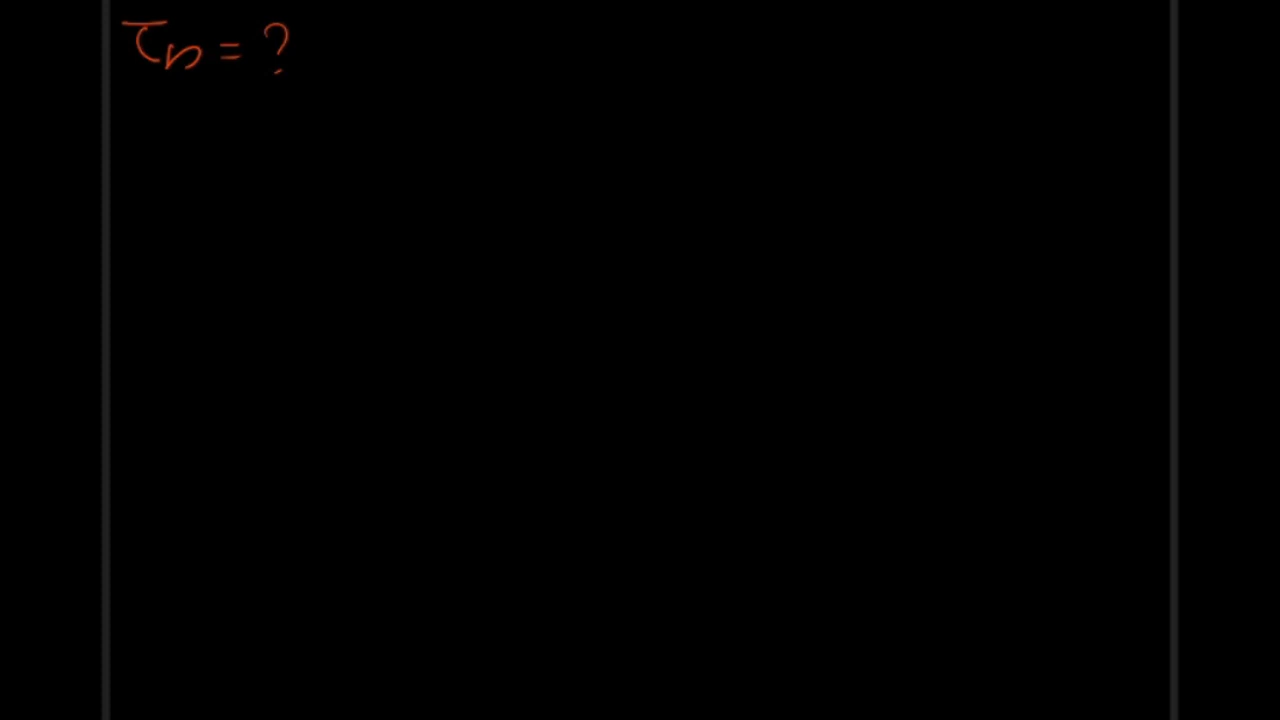 τₙ = ?